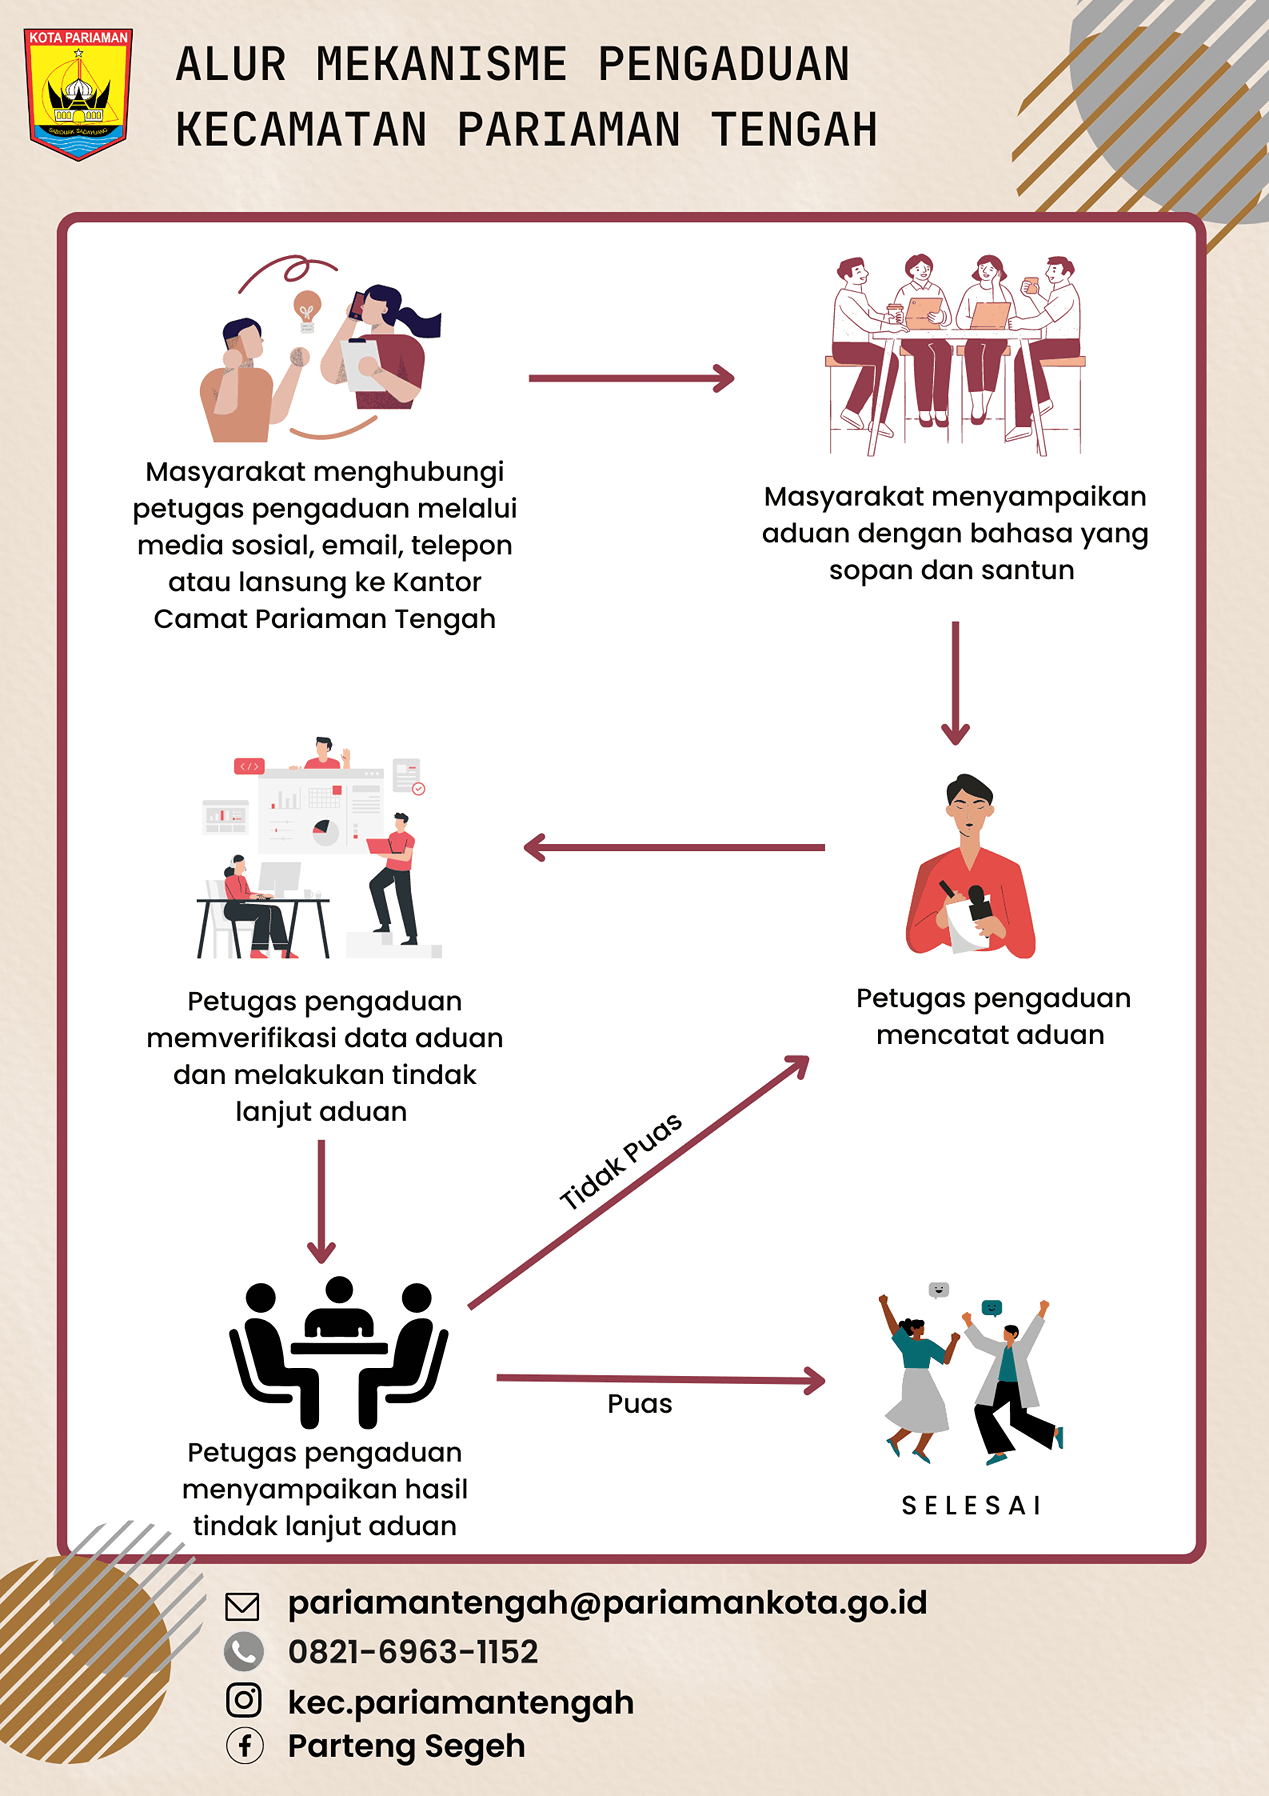 KOTA PARIAMAN
SABIDUAK SADAYUANG
ALUR MEKANISME PENGADUAN
KECAMATAN PARIAMAN TENGAH
Masyarakat menghubungi
petugas pengaduan melalui
media sosial, email, telepon
atau lansung ke Kantor
Camat Pariaman Tengah
Masyarakat menyampaikan
aduan dengan bahasa yang
sopan dan santun
</>
Petugas pengaduan
mencatat aduan
Petugas pengaduan
memverifikasi data aduan
dan melakukan tindak
lanjut aduan
Tidak Puas
Puas
Petugas pengaduan
menyampaikan hasil
tindak lanjut aduan
SELESAI
pariamantengah@pariamankota.go.id
0821-6963-1152
kec.pariamantengah
Parteng Segeh